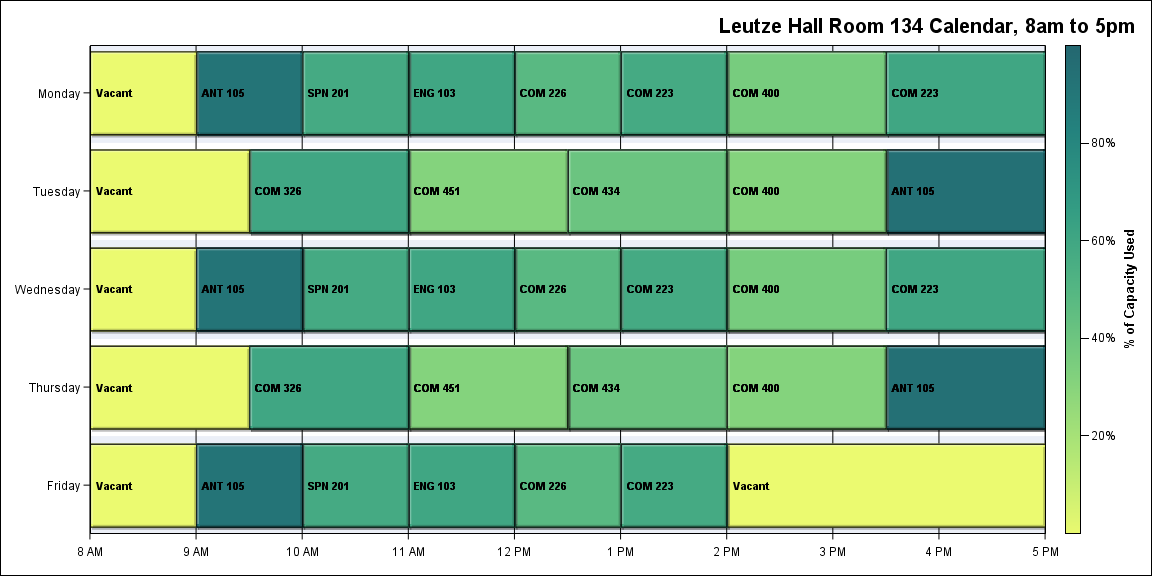 Leutze Hall Room 134 Calendar, 8am to 5pm
Monday Vacant ANT 105 SPN 201 ENG 103 COM 226 COM 223 COM 400 COM 223
80%
Tuesday Vacant COM 326 COM 451 COM 434 COM 400 ANT 105
60%
% of Capacity Used
Wednesday Vacant ANT 105 SPN 201 ENG 103 COM 226 COM 223 COM 400 COM 223
40%
Thursday Vacant COM 326 COM 451 COM 434 COM 400 ANT 105
20%
Friday Vacant ANT 105 SPN 201 ENG 103 COM 226 COM 223 Vacant
8 AM 9 AM 10 AM 11 AM 12 PM 1 PM 2 PM 3 PM 4 PM 5 PM